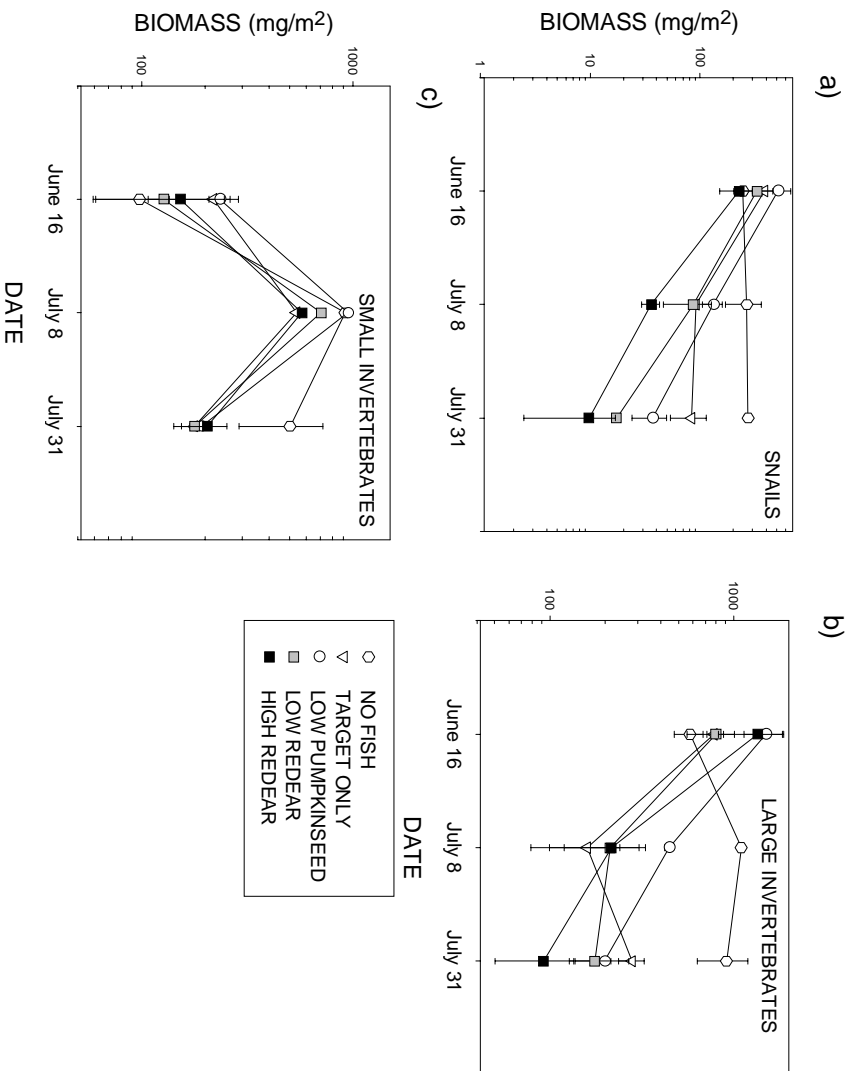 a)
BIOMASS (mg/m2)
1
10
100
June 16
July 8
July 31
SNAILS
b)
100
1000
June 16
July 8
July 31
LARGE INVERTEBRATES
DATE
c)
BIOMASS (mg/m2)
100
1000
June 16
July 8
July 31
SMALL INVERTEBRATES
DATE
NO FISH
TARGET ONLY
LOW PUMPKINSEED
LOW REDEAR
HIGH REDEAR